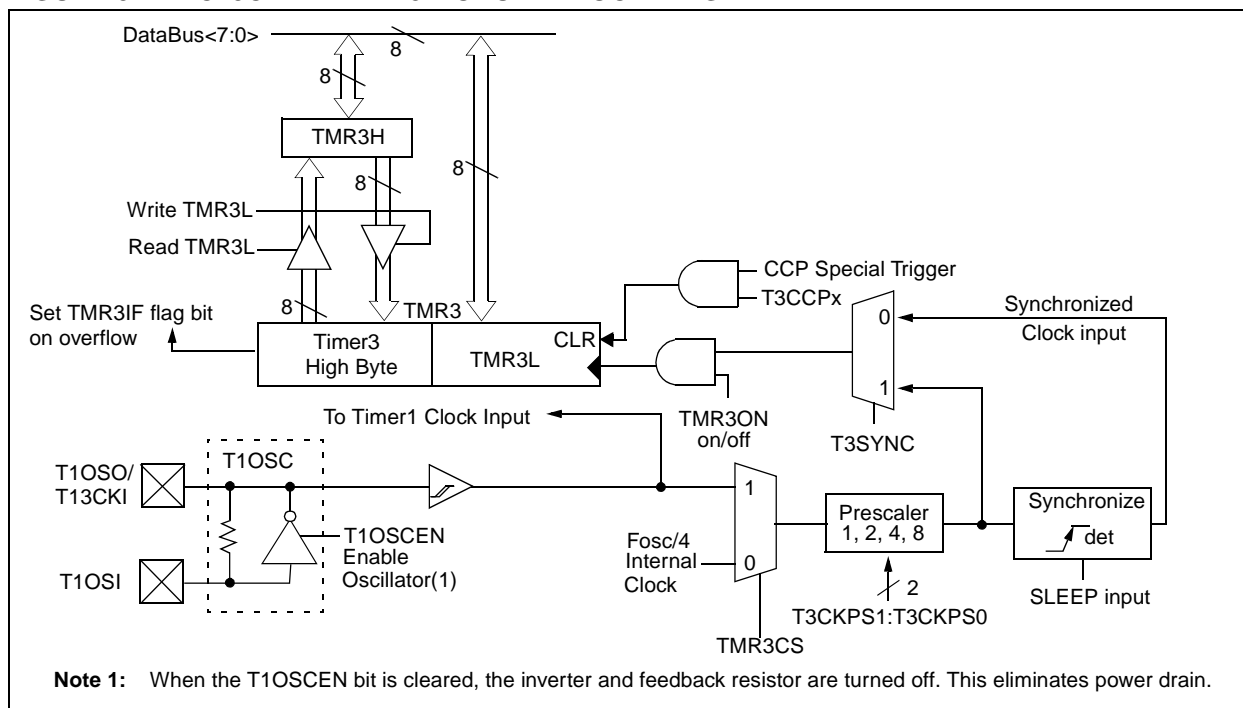 DataBus<7:0>
8
8
TMR3H
8
8
Write TMR3L
Read TMR3L
8
TMR3
CCP Special Trigger
T3CCPx
Set TMR3IF flag bit
on overflow
Timer3
High Byte
TMR3L
CLR
0
1
Synchronized
Clock input
TMR3ON
on/off
T3SYNC
To Timer1 Clock Input
T1OSC
T1OSO/
T13CKI
T1OSCEN
Enable
Oscillator(1)
T1OSI
1
0
Fosc/4
Internal
Clock
Prescaler
1, 2, 4, 8
Synchronize
det
2
T3CKPS1:T3CKPS0
SLEEP input
TMR3CS
Note 1: When the T1OSCEN bit is cleared, the inverter and feedback resistor are turned off. This eliminates power drain.